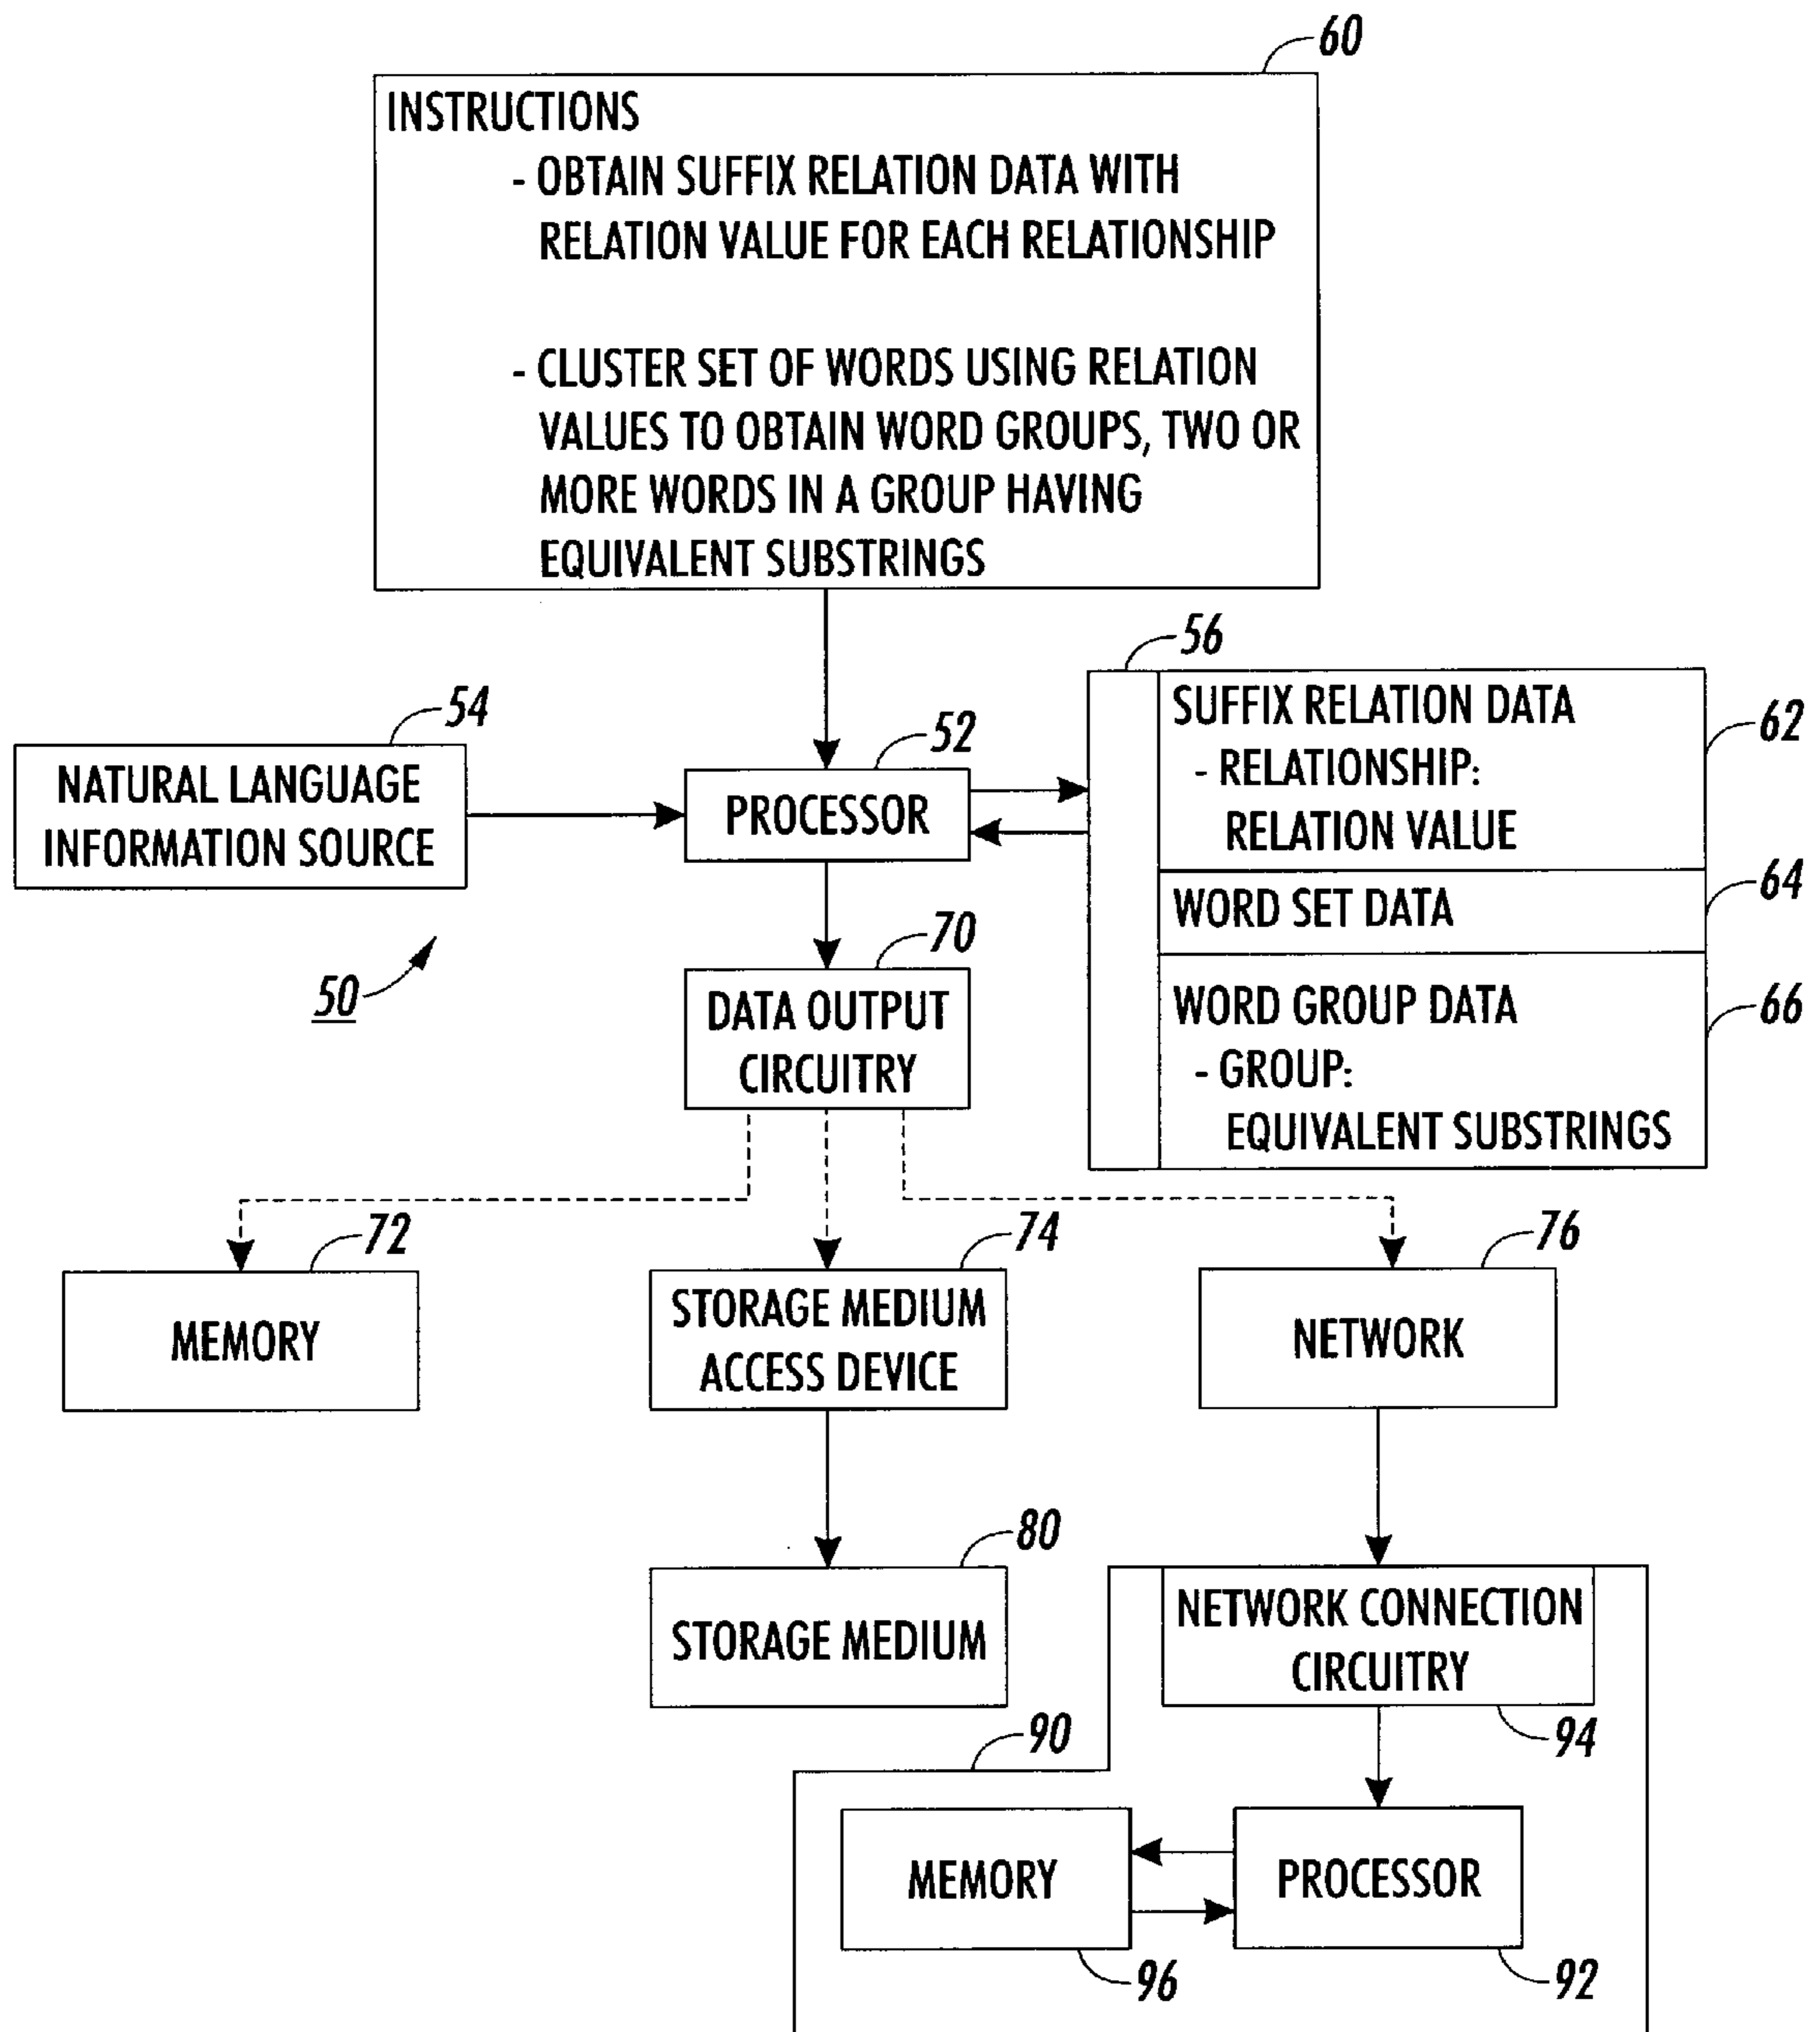 60
INSTRUCTIONS
- OBTAIN SUFFIX RELATION DATA WITH
RELATION VALUE FOR EACH RELATIONSHIP
- CLUSTER SET OF WORDS USING RELATION
VALUES TO OBTAIN WORD GROUPS, TWO OR
MORE WORDS IN A GROUP HAVING
EQUIVALENT SUBSTRINGS
54
NATURAL LANGUAGE
INFORMATION SOURCE
52
PROCESSOR
56
SUFFIX RELATION DATA
- RELATIONSHIP:
RELATION VALUE
62
WORD SET DATA
64
WORD GROUP DATA
- GROUP:
EQUIVALENT SUBSTRINGS
66
50
70
DATA OUTPUT
CIRCUITRY
72
MEMORY
74
STORAGE MEDIUM
ACCESS DEVICE
76
NETWORK
80
STORAGE MEDIUM
NETWORK CONNECTION
CIRCUITRY
94
90
MEMORY
96
PROCESSOR
92